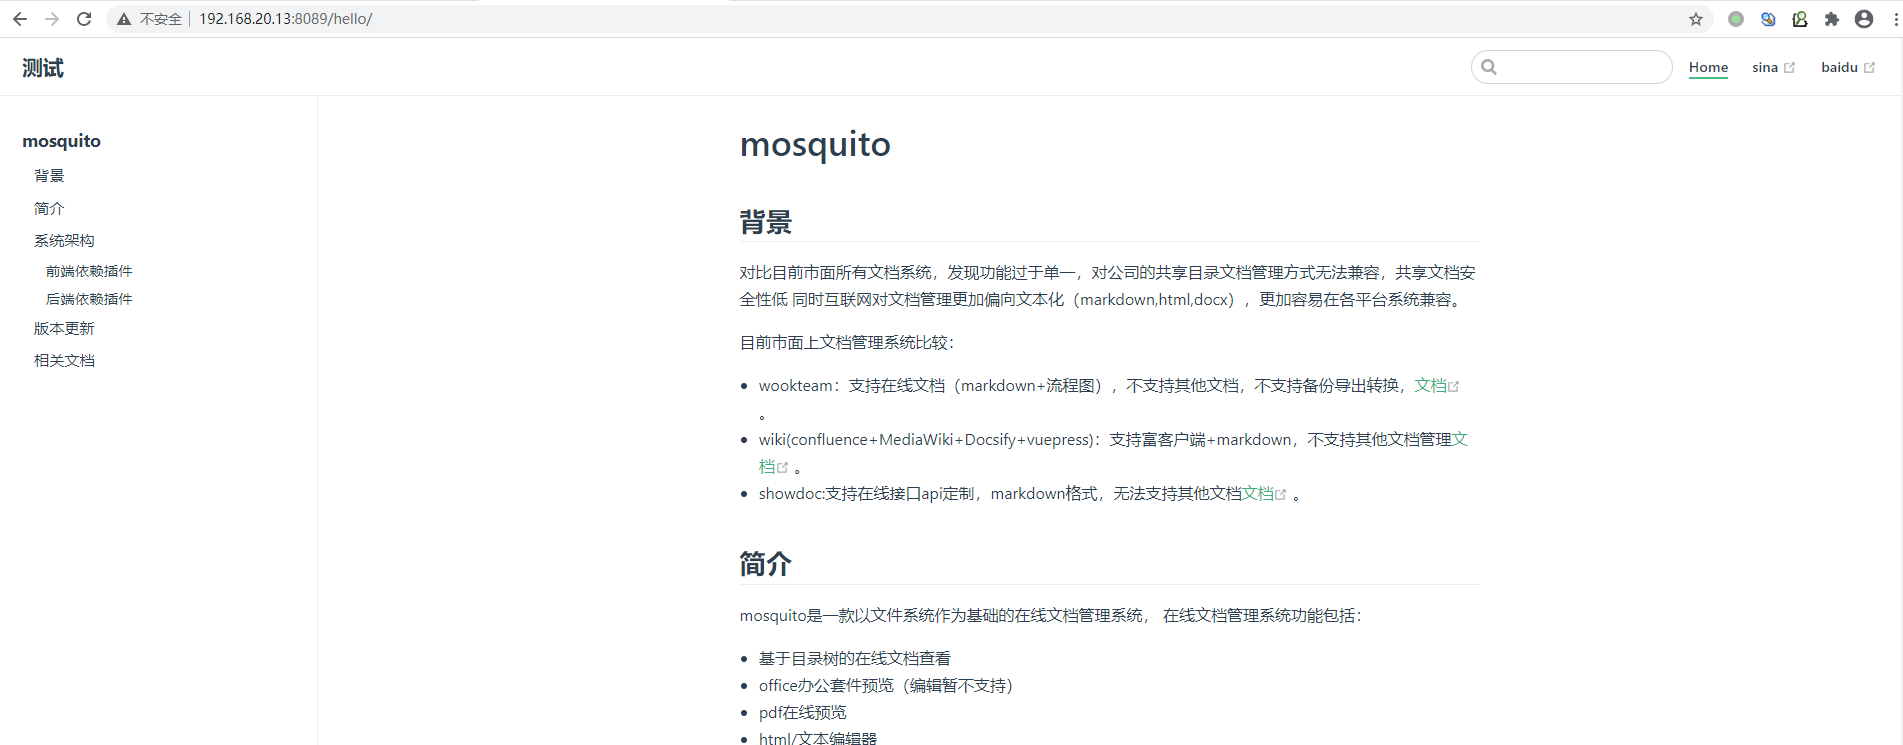 不安全 | 192.168.20.13:8089/hello/
测试
Home
sina
baidu
mosquito
背景
简介
系统架构
前端依赖插件
后端依赖插件
版本更新
相关文档
mosquito
背景
对比目前市面所有文档系统，发现功能过于单一，对公司的共享目录文档管理方式无法兼容，共享文档安
全性低 同时互联网对文档管理更加偏向文本化（markdown,html,docx），更加容易在各平台系统兼容。
目前市面上文档管理系统比较：
wookteam：支持在线文档（markdown+流程图），不支持其他文档，不支持备份导出转换，文档
。
wiki(confluence+MediaWiki+Docsify+vuepress)：支持富客户端+markdown，不支持其他文档管理文
档 。
showdoc:支持在线接口api定制，markdown格式，无法支持其他文档文档 。
简介
mosquito是一款以文件系统作为基础的在线文档管理系统， 在线文档管理系统功能包括：
基于目录树的在线文档查看
office办公套件预览（编辑暂不支持）
pdf在线预览
html/文本编辑器